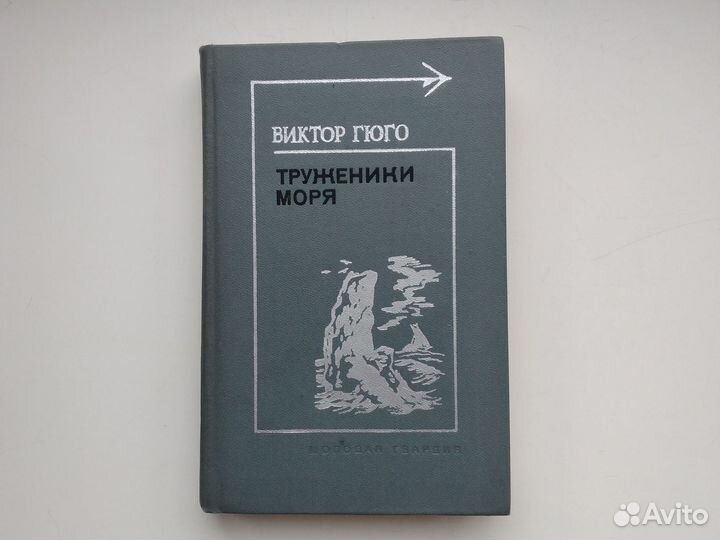 ВИКТОР ГЮГО
ТРУЖЕНИКИ
МОРЯ
МОЛОДАЯ ГВАРДИЯ
Avito